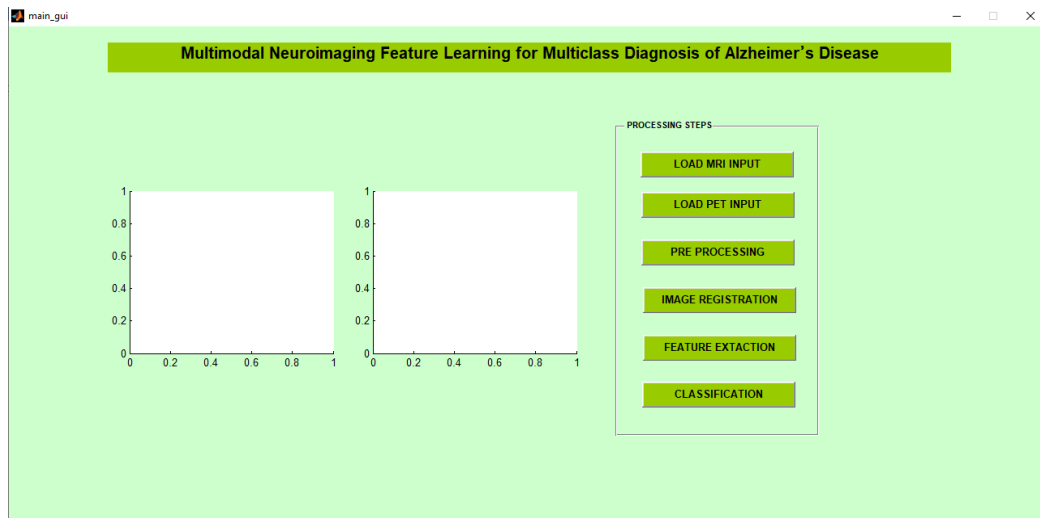 main_gui
Multimodal Neuroimaging Feature Learning for Multiclass Diagnosis of Alzheimer's Disease
PROCESSING STEPS
LOAD MRI INPUT
LOAD PET INPUT
PRE PROCESSING
IMAGE REGISTRATION
FEATURE EXTACTION
CLASSIFICATION
1
0.8
0.6
0.4
0.2
0
0 0.2 0.4 0.6 0.8 1
1
0.8
0.6
0.4
0.2
0
0 0.2 0.4 0.6 0.8 1